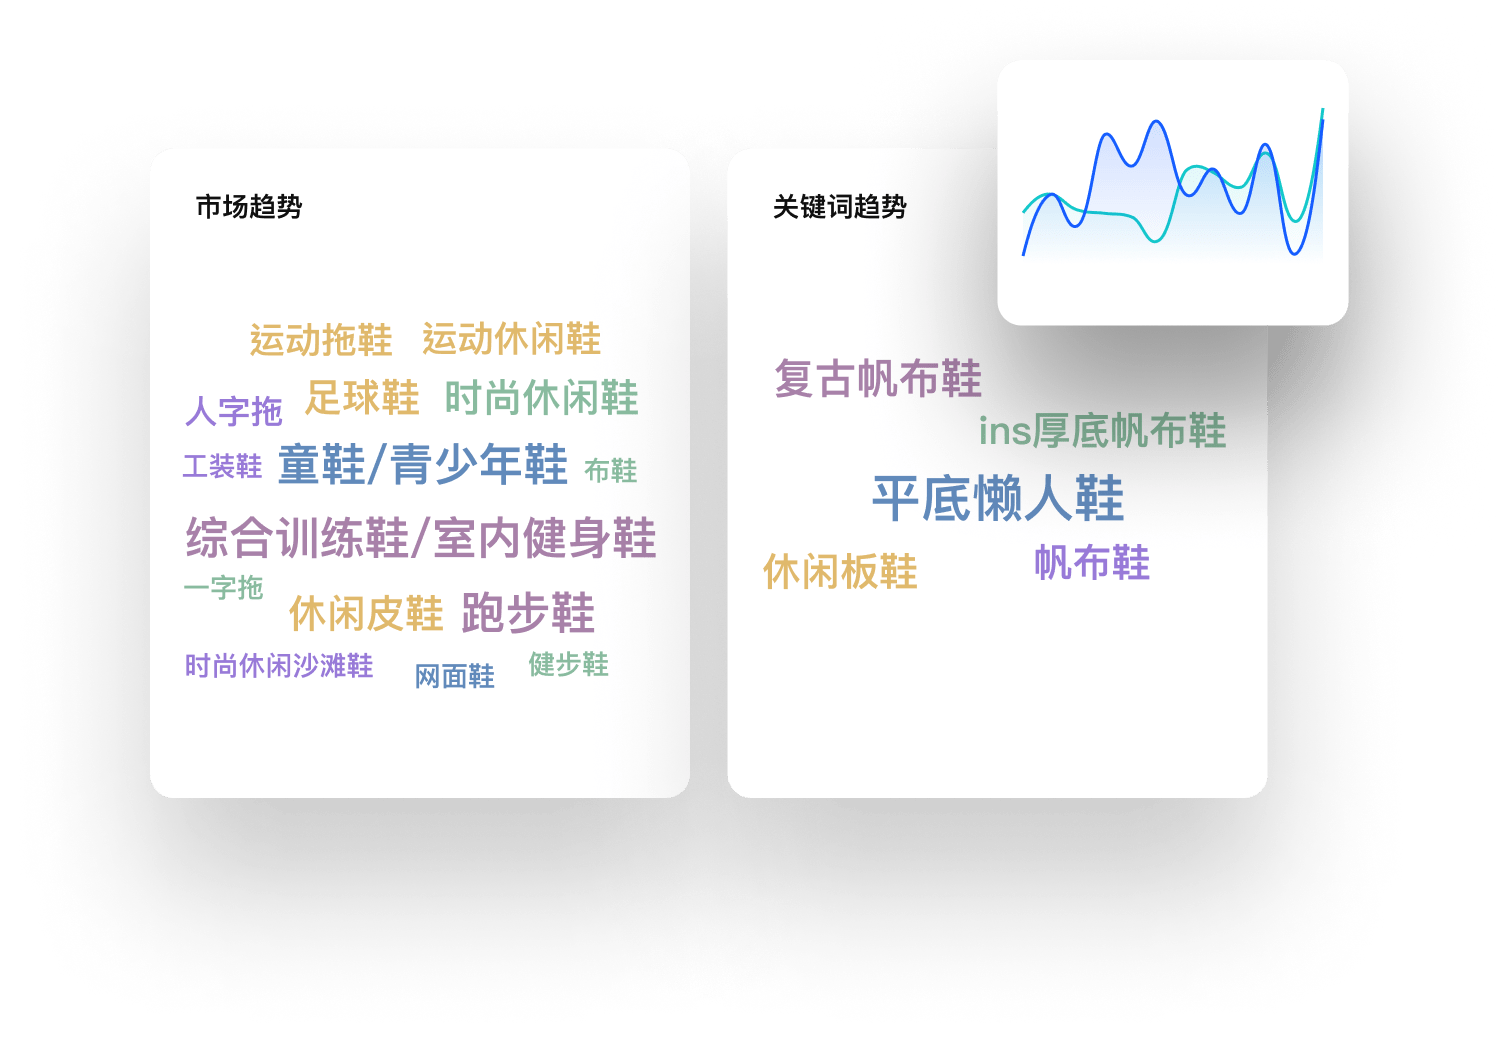 市场趋势
运动拖鞋 运动休闲鞋
人字拖 足球鞋 时尚休闲鞋
工装鞋 童鞋/青少年鞋 布鞋
综合训练鞋/室内健身鞋
一字拖
休闲皮鞋 跑步鞋
时尚休闲沙滩鞋 网面鞋 健步鞋
关键词趋势
复古帆布鞋
ins厚底帆布鞋
平底懒人鞋
休闲板鞋 帆布鞋